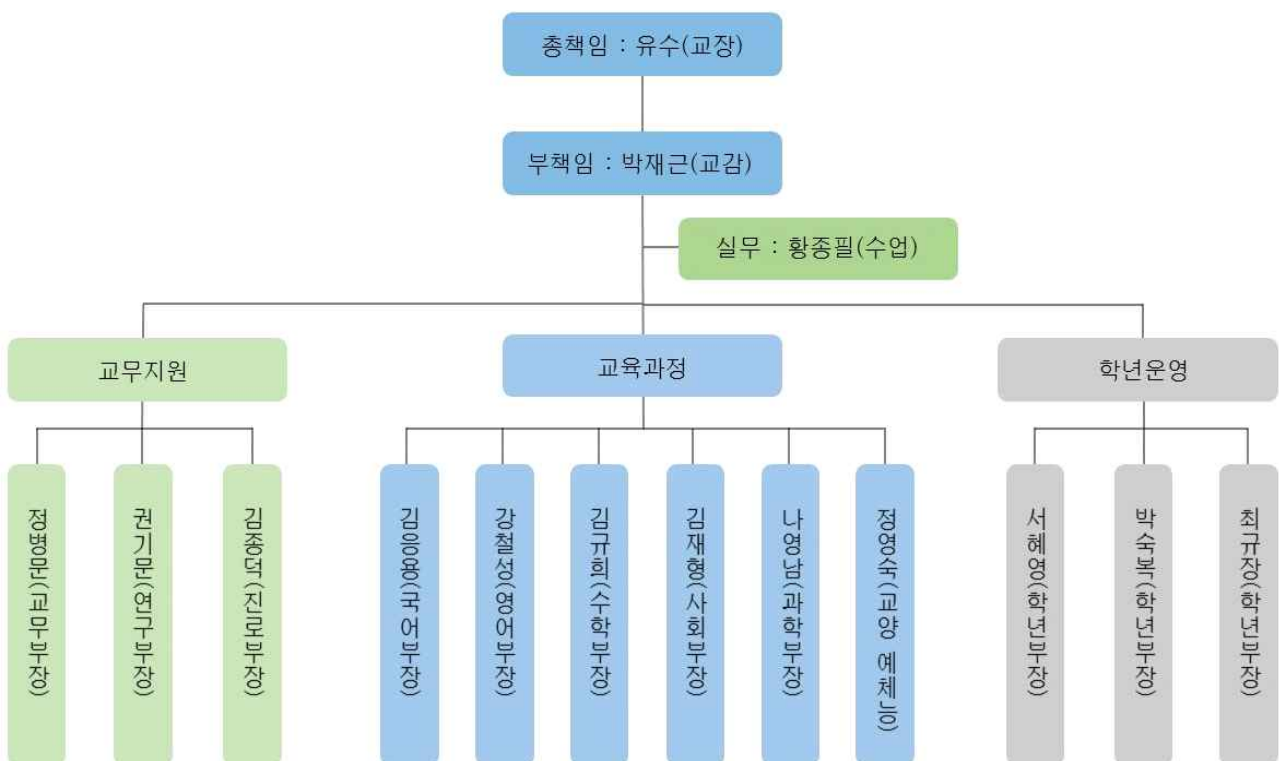 총책임 : 유수(교장)
부책임 : 박재근(교감)
실무 : 황종필(수업)
교무지원
교육과정
학년운영
정병문(교무부장)
권기문(연구부장)
김종덕(진로부장)
김응용(국어부장)
강철성(영어부장)
김규희(수학부장)
김재형(사회부장)
나영남(과학부장)
정영숙(교양 예체능)
서혜영(학년부장)
박숙복(학년부장)
최규장(학년부장)